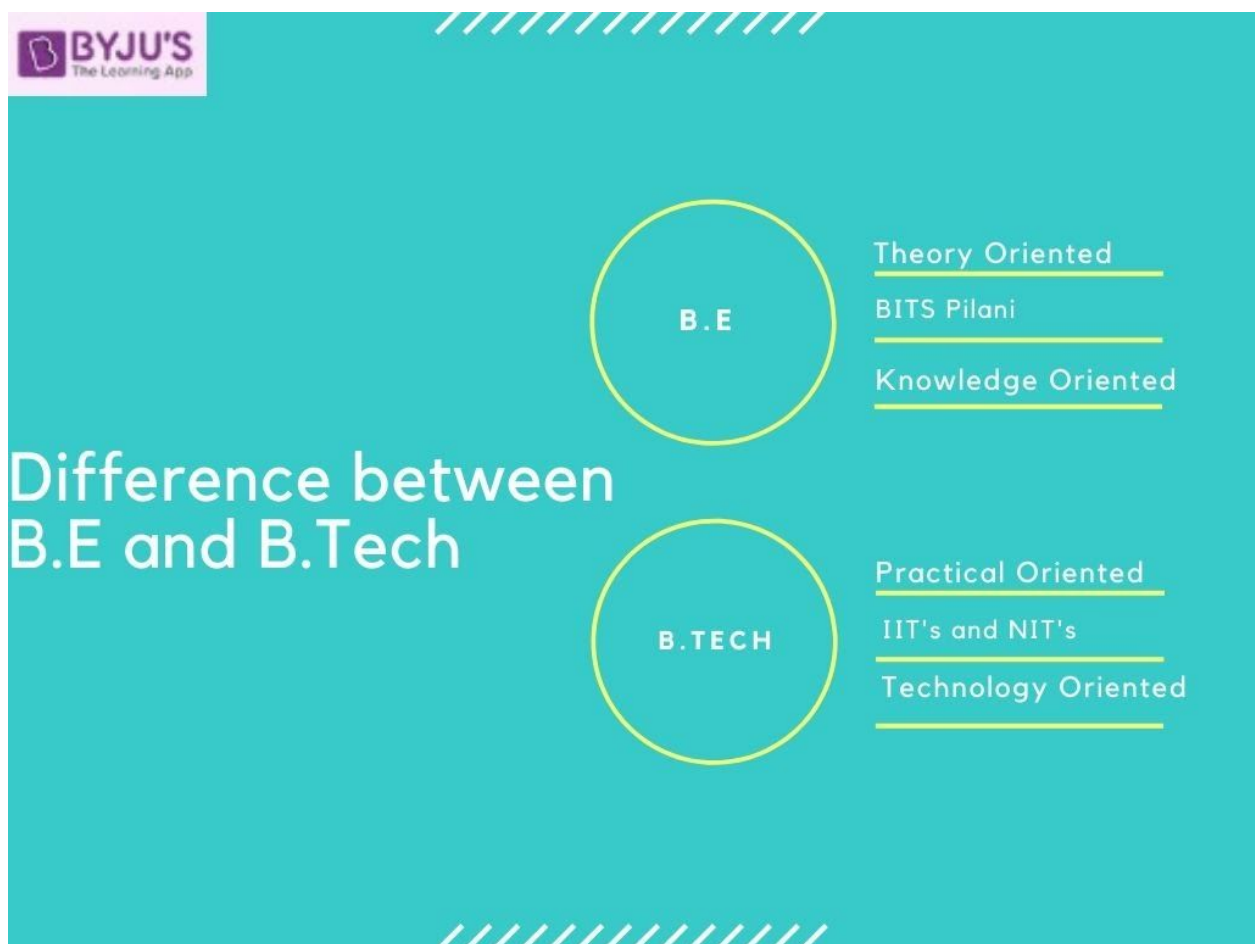 BYJU'S
The Learning App
Difference between
B.E and B.Tech
B.E
Theory Oriented
BITS Pilani
Knowledge Oriented
B.TECH
Practical Oriented
IIT's and NIT's
Technology Oriented